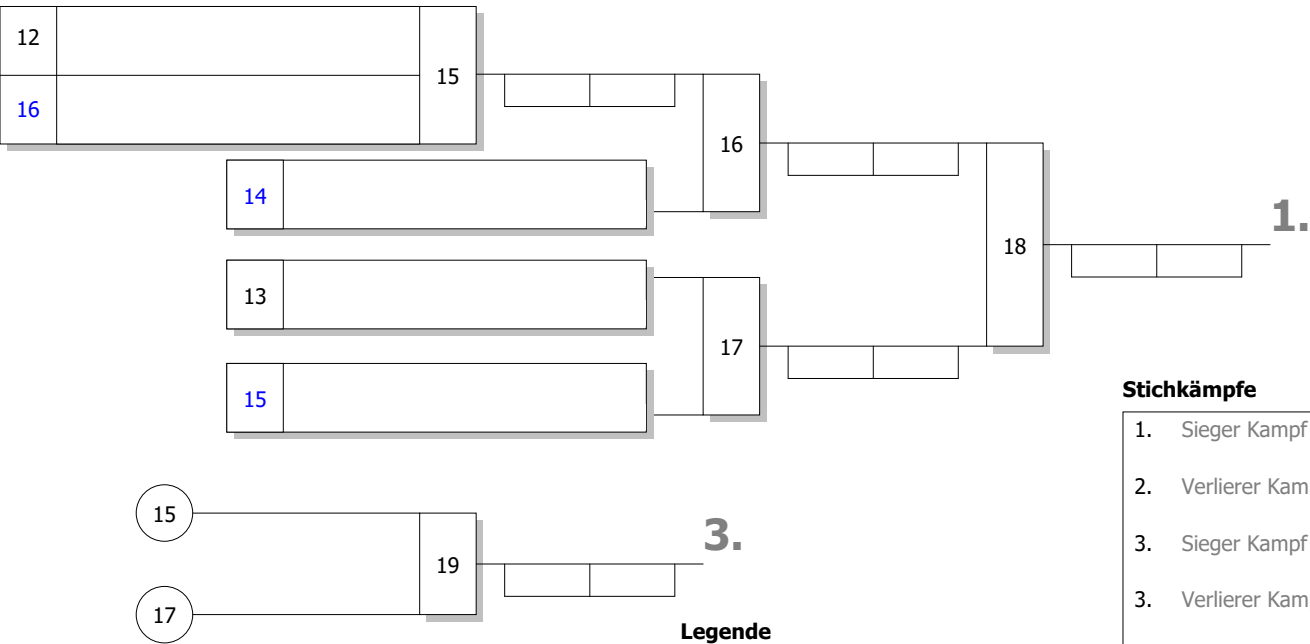 12
15
16
16
14
1.
18
13
17
15
Stichkämpfe
1. Sieger Kampf
2. Verlierer Kam
3. Sieger Kampf
3. Verlierer Kam
15
3.
19
17
Legende